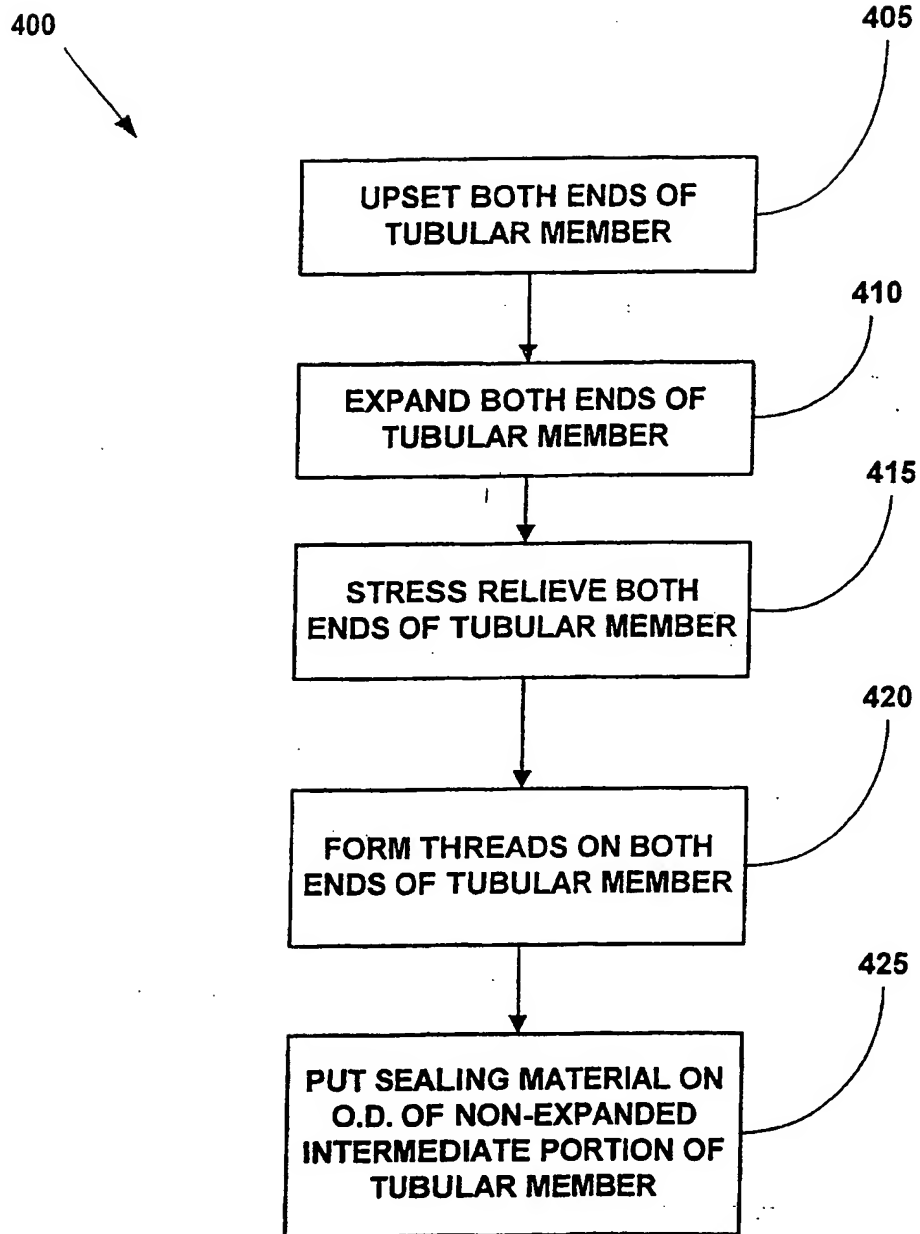 400
405
UPSET BOTH ENDS OF
TUBULAR MEMBER
410
EXPAND BOTH ENDS OF
TUBULAR MEMBER
415
STRESS RELIEVE BOTH
ENDS OF TUBULAR MEMBER
420
FORM THREADS ON BOTH
ENDS OF TUBULAR MEMBER
425
PUT SEALING MATERIAL ON
O.D. OF NON-EXPANDED
INTERMEDIATE PORTION OF
TUBULAR MEMBER